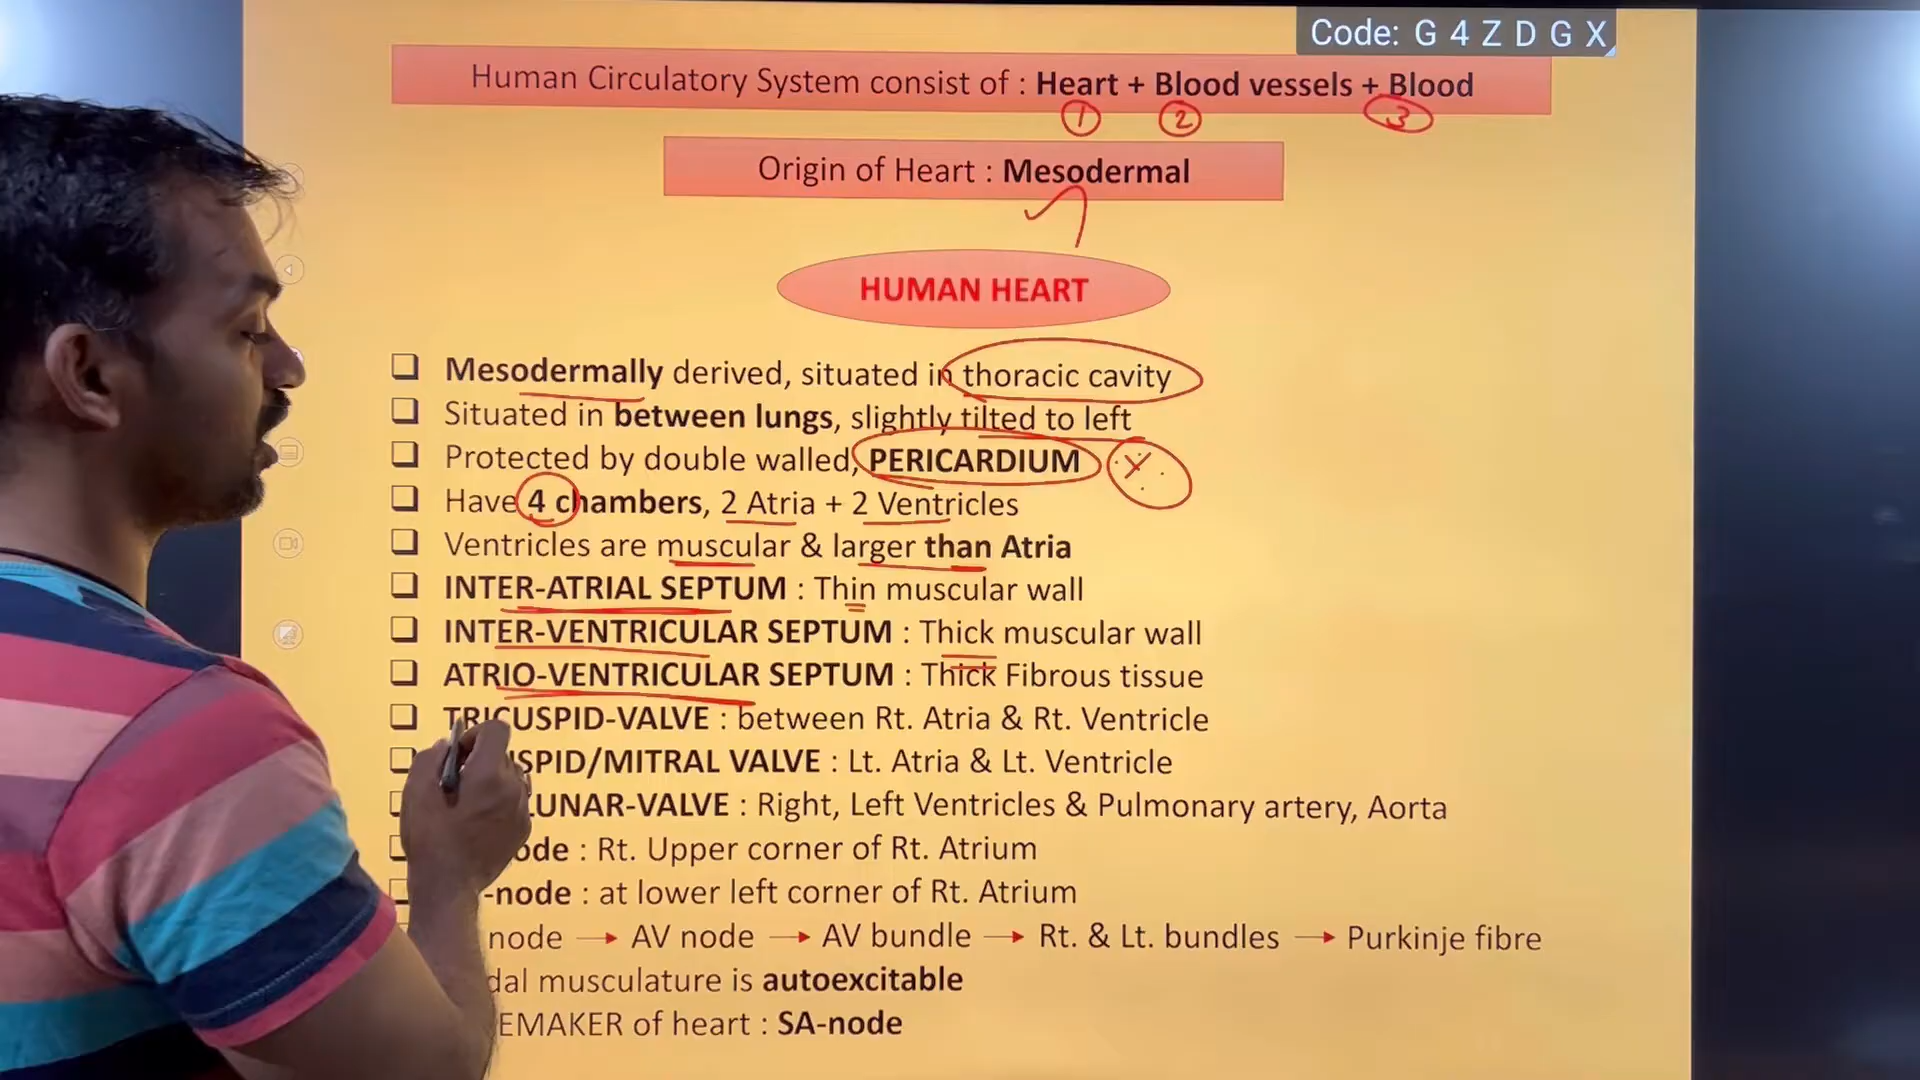 Code: G 4 Z D G X
Human Circulatory System consist of : Heart + Blood vessels + Blood
1 2 3
Origin of Heart : Mesodermal
HUMAN HEART
Mesodermally derived, situated in thoracic cavity
Situated in between lungs, slightly tilted to left
Protected by double walled, PERICARDIUM
Have 4 chambers, 2 Atria + 2 Ventricles
Ventricles are muscular & larger than Atria
INTER-ATRIAL SEPTUM : Thin muscular wall
INTER-VENTRICULAR SEPTUM : Thick muscular wall
ATRIO-VENTRICULAR SEPTUM : Thick Fibrous tissue
TRICUSPID-VALVE : between Rt. Atria & Rt. Ventricle
SPID/MITRAL VALVE : Lt. Atria & Lt. Ventricle
LUNAR-VALVE : Right, Left Ventricles & Pulmonary artery, Aorta
ode : Rt. Upper corner of Rt. Atrium
-node : at lower left corner of Rt. Atrium
node → AV node → AV bundle → Rt. & Lt. bundles → Purkinje fibre
dal musculature is autoexcitable
EMAKER of heart : SA-node